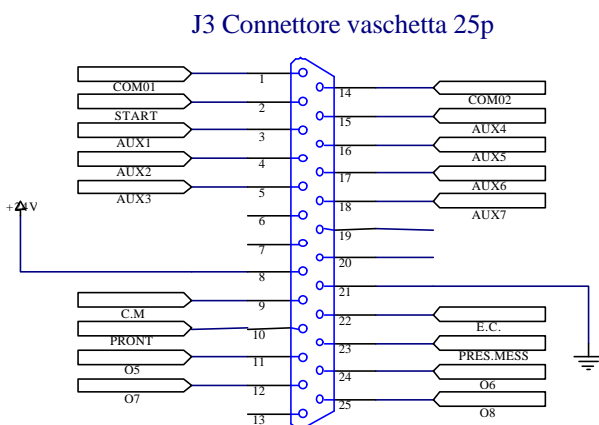 J3 Connettore vaschetta 25p
1
COM01
14
2
COM02
START
15
3
AUX4
AUX1
16
4
AUX5
AUX2
17
5
AUX6
AUX3
18
+24V
6
AUX7
19
7
20
8
21
9
C.M
22
10
E.C.
PRONT
23
11
PRES.MESS
O5
24
12
O6
O7
25
13
O8